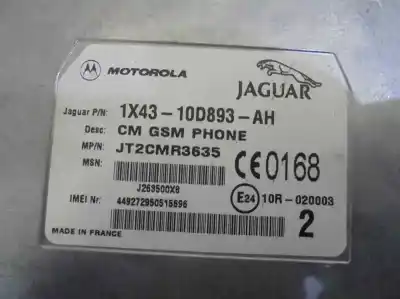 MOTOROLA
JAGUAR
Jaguar P/N: 1X43-10D893-AH
Desc: CM GSM PHONE
MP/N: JT2CMR3635
MSN:
CE0168
J263500X8
E24 10R-020003
IMEI Nr: 449272950515596
2
MADE IN FRANCE